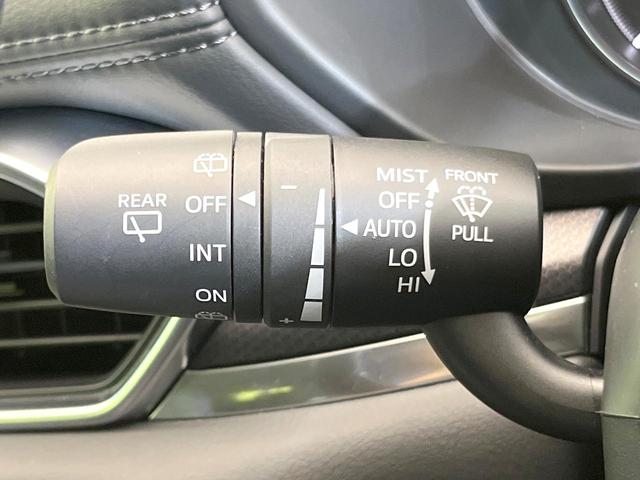 REAR
OFF
INT
ON
−
+
MIST
OFF
AUTO
LO
HI
FRONT
PULL